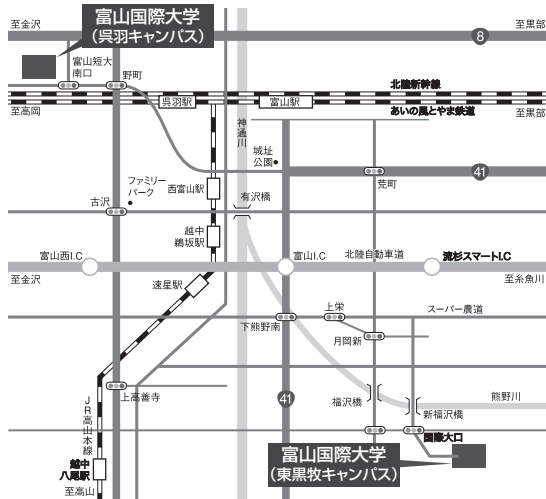 至金沢
富山国際大学
(呉羽キャンパス)
至黒部
8
富山短大
南口
野町
北陸新幹線
呉羽駅
富山駅
至高岡
あいの風とやま鉄道
至黒部
神通川
城址
公園
41
荒町
ファミリー
パーク
西富山駅
古沢
有沢橋
越中
鵜坂駅
富山西I.C
富山I.C
北陸自動車道
流杉スマートI.C
至金沢
至糸魚川
速星駅
上栄
スーパー農道
下熊野南
月岡新
上高善寺
41
福沢橋
熊野川
新福沢橋
JR高山本線
国際大口
富山国際大学
(東黒牧キャンパス)
越中
八尾駅
至高山